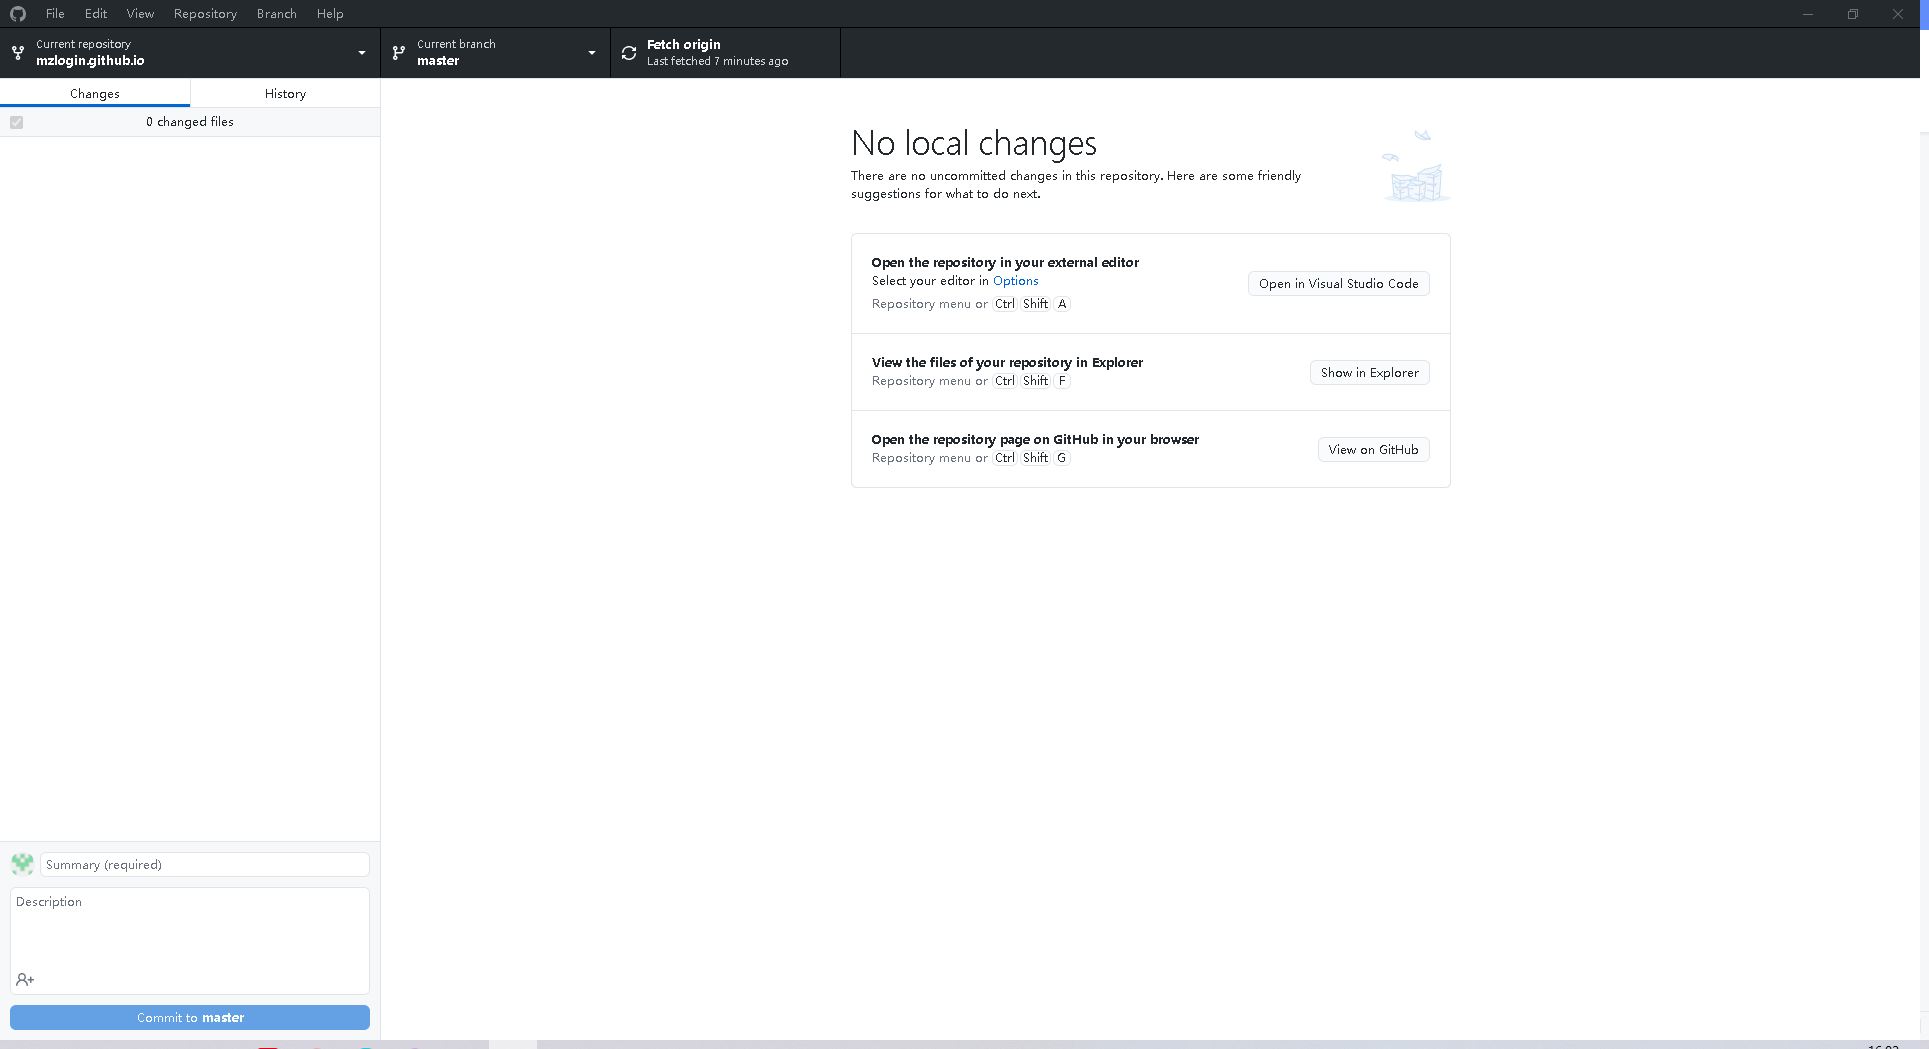 File Edit View Repository Branch Help
Current repository
mzlogin.github.io
Current branch
master
Fetch origin
Last fetched 7 minutes ago
Changes
History
0 changed files
No local changes
There are no uncommitted changes in this repository. Here are some friendly
suggestions for what to do next.
Open the repository in your external editor
Select your editor in Options
Repository menu or Ctrl Shift A
Open in Visual Studio Code
View the files of your repository in Explorer
Repository menu or Ctrl Shift F
Show in Explorer
Open the repository page on GitHub in your browser
Repository menu or Ctrl Shift G
View on GitHub
Summary (required)
Description
Commit to master